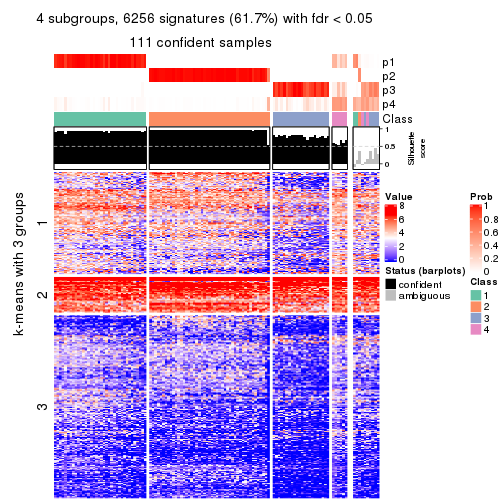 4 subgroups, 6256 signatures (61.7%) with fdr < 0.05
111 confident samples
p1
p2
p3
p4
Class
1
0.5
0
Silhouette
score
k-means with 3 groups
1
2
3
Value
8
6
4
2
0
Status (barplots)
confident
ambiguous
Prob
1
0.8
0.6
0.4
0.2
0
Class
1
2
3
4